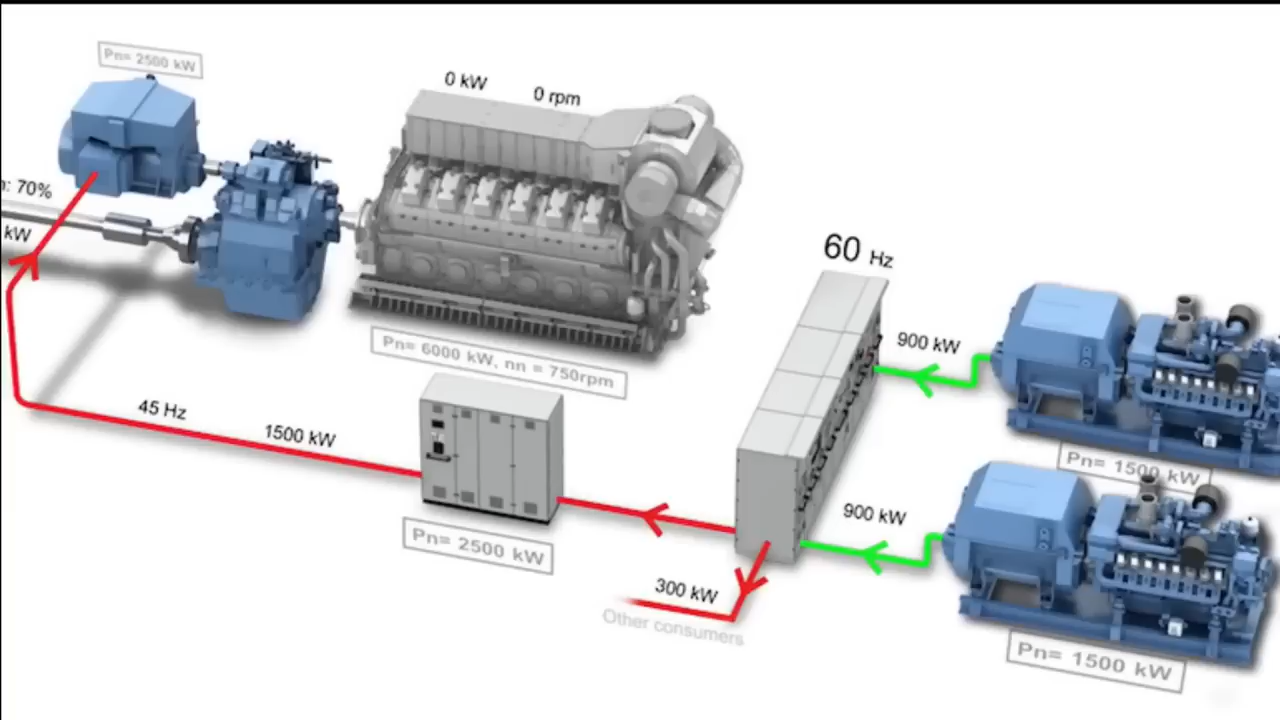 Pn= 2500 kW
0 kW
0 rpm
n: 70%
kW
60 Hz
900 kW
Pn= 6000 kW, nn = 750rpm
45 Hz
1500 kW
Pn= 1500 kW
900 kW
Pn= 2500 kW
300 kW
Other consumers
Pn= 1500 kW